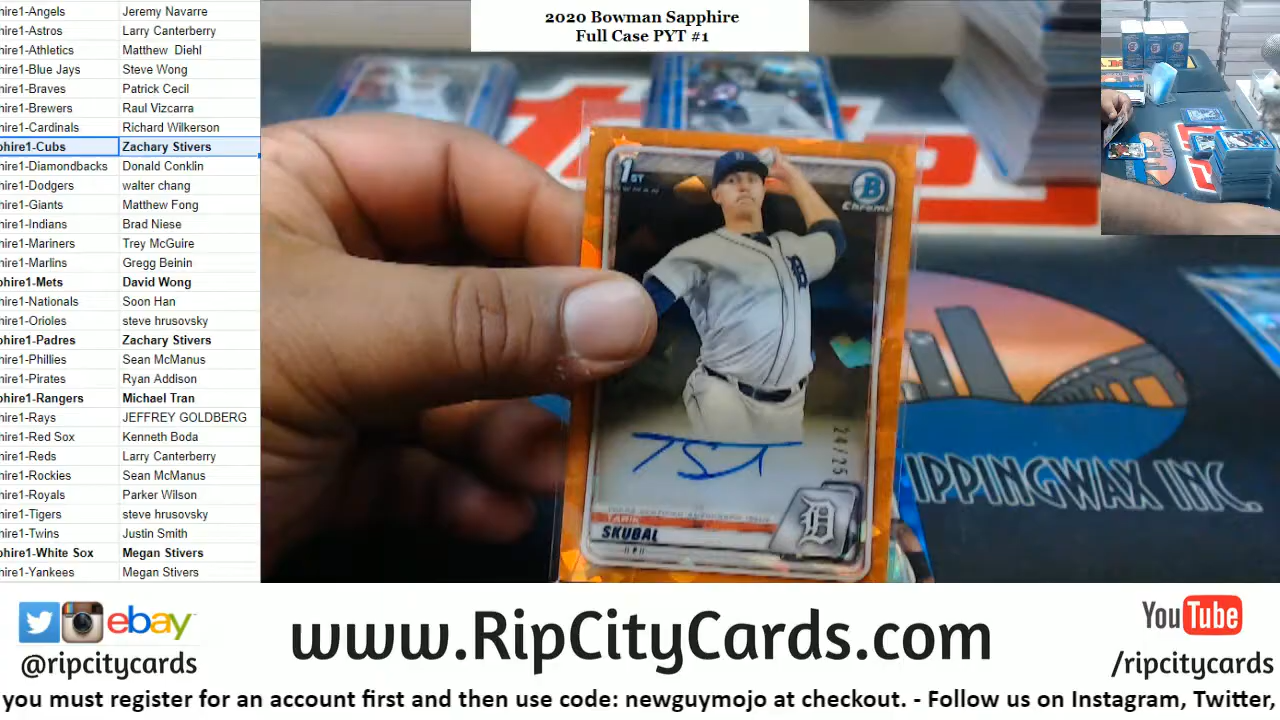 2020 Bowman Sapphire
Full Case PYT #1
hire1-Angels Jeremy Navarre
hire1-Astros Larry Canterberry
hire1-Athletics Matthew Diehl
hire1-Blue Jays Steve Wong
hire1-Braves Patrick Cecil
hire1-Brewers Raul Vizcarra
hire1-Cardinals Richard Wilkerson
phire1-Cubs Zachary Stivers
hire1-Diamondbacks Donald Conklin
hire1-Dodgers walter chang
hire1-Giants Matthew Fong
hire1-Indians Brad Niese
hire1-Mariners Trey McGuire
hire1-Marlins Gregg Beinin
phire1-Mets David Wong
hire1-Nationals Soon Han
hire1-Orioles steve hrusovsky
phire1-Padres Zachary Stivers
hire1-Phillies Sean McManus
hire1-Pirates Ryan Addison
phire1-Rangers Michael Tran
hire1-Rays JEFFREY GOLDBERG
hire1-Red Sox Kenneth Boda
hire1-Reds Larry Canterberry
hire1-Rockies Sean McManus
hire1-Royals Parker Wilson
hire1-Tigers steve hrusovsky
hire1-Twins Justin Smith
phire1-White Sox Megan Stivers
hire1-Yankees Megan Stivers
1ST
B
Chrome
D
24/25
TARIK
SKUBAL
D
IPPINGWAX INC.
ebay
@ripcitycards
www.RipCityCards.com
YouTube
/ripcitycards
you must register for an account first and then use code: newguymojo at checkout. - Follow us on Instagram, Twitter,